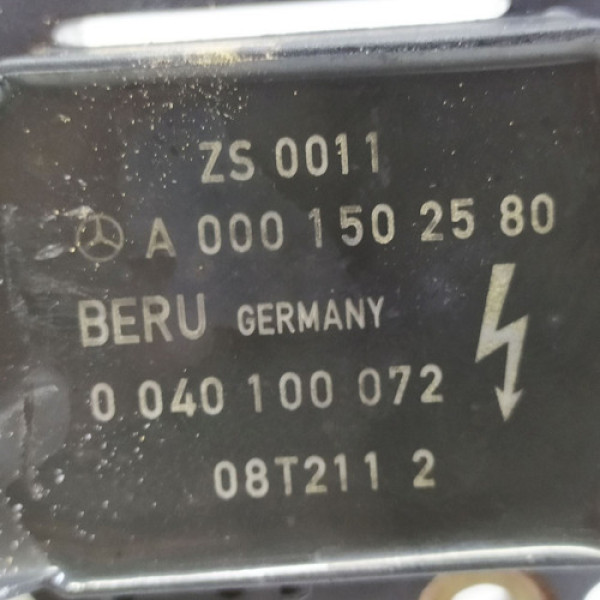 ZS 0011
A 000 150 25 80
BERU GERMANY
0 040 100 072
08T211 2